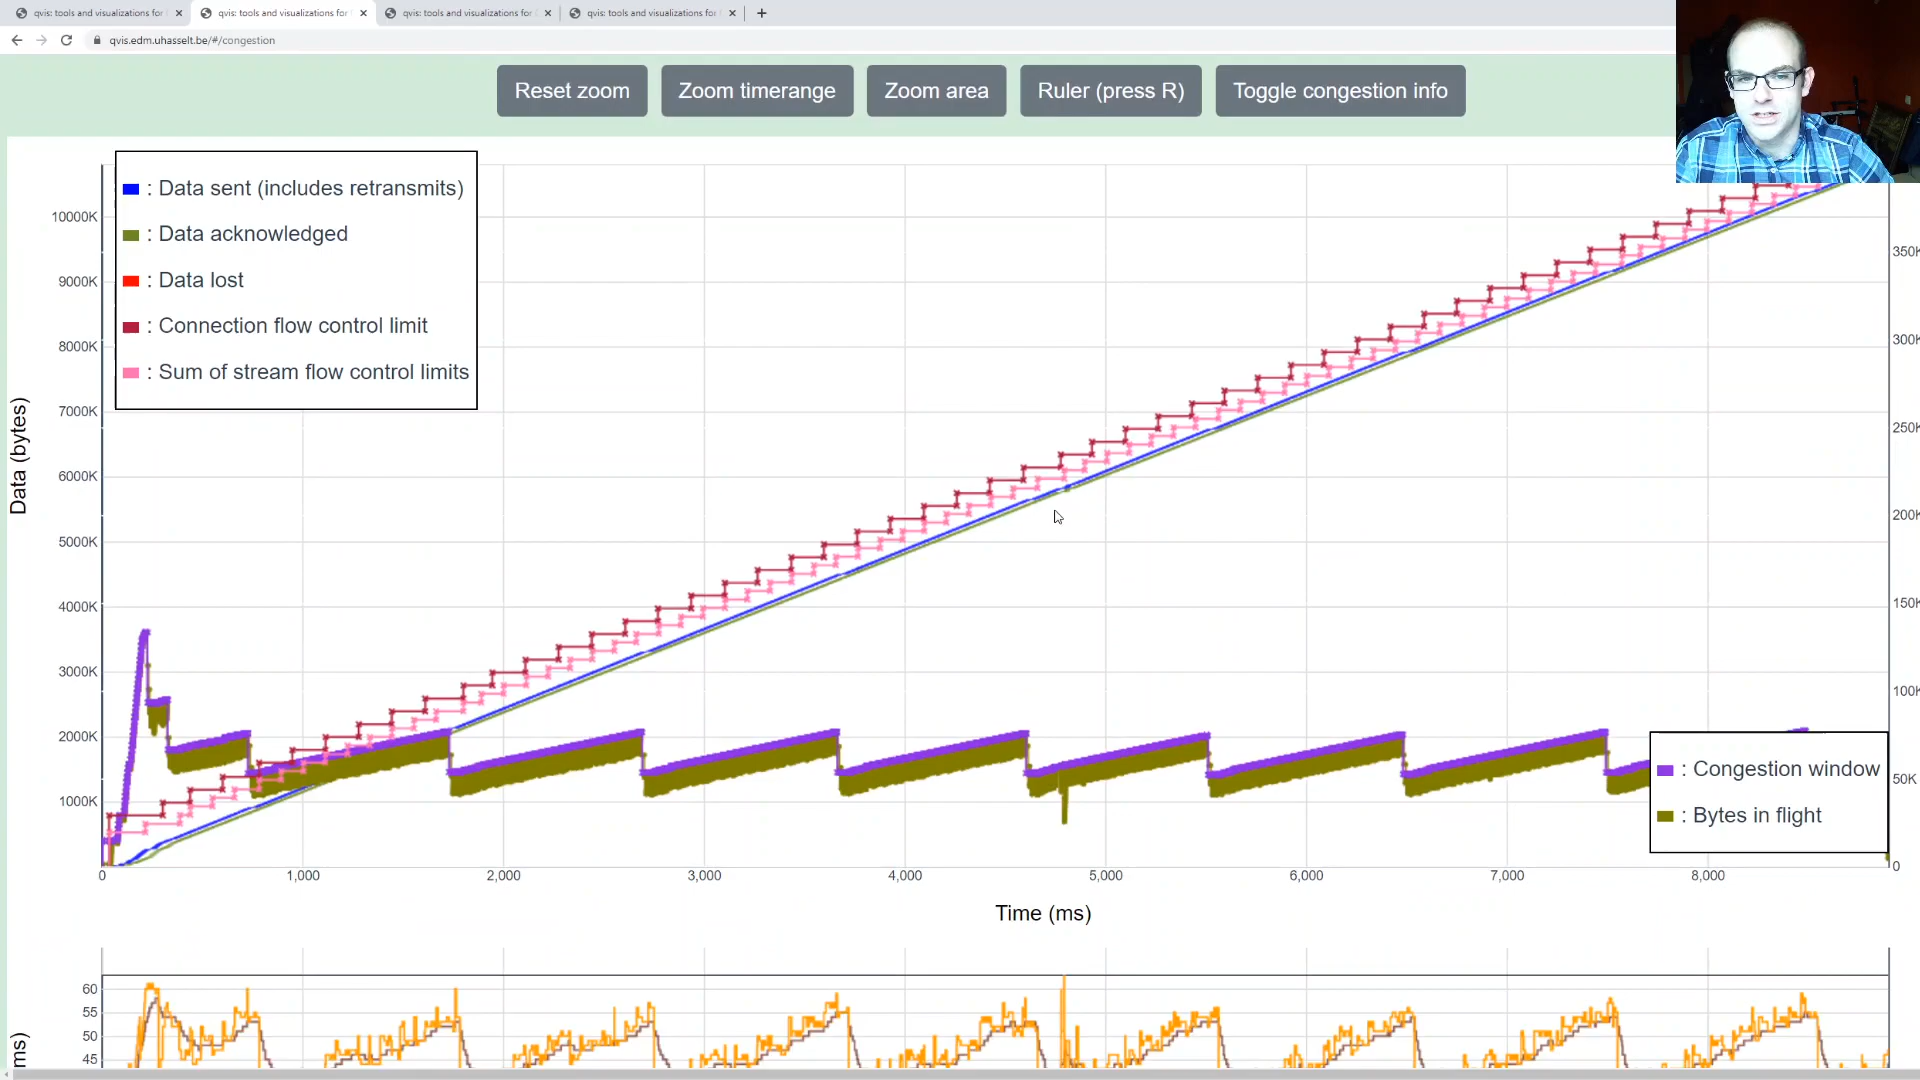 qvis: tools and visualizations for
qvis: tools and visualizations for
qvis: tools and visualizations for
qvis: tools and visualizations for
qvis.edm.uhasselt.be/#/congestion
Reset zoom Zoom timerange Zoom area Ruler (press R) Toggle congestion info
: Data sent (includes retransmits)
: Data acknowledged
: Data lost
: Connection flow control limit
: Sum of stream flow control limits
Data (bytes)
10000K
9000K
8000K
7000K
6000K
5000K
4000K
3000K
2000K
1000K
350K
300K
250K
200K
150K
100K
50K
0
: Congestion window
: Bytes in flight
0 1,000 2,000 3,000 4,000 5,000 6,000 7,000 8,000
Time (ms)
60
55
50
45
ms)